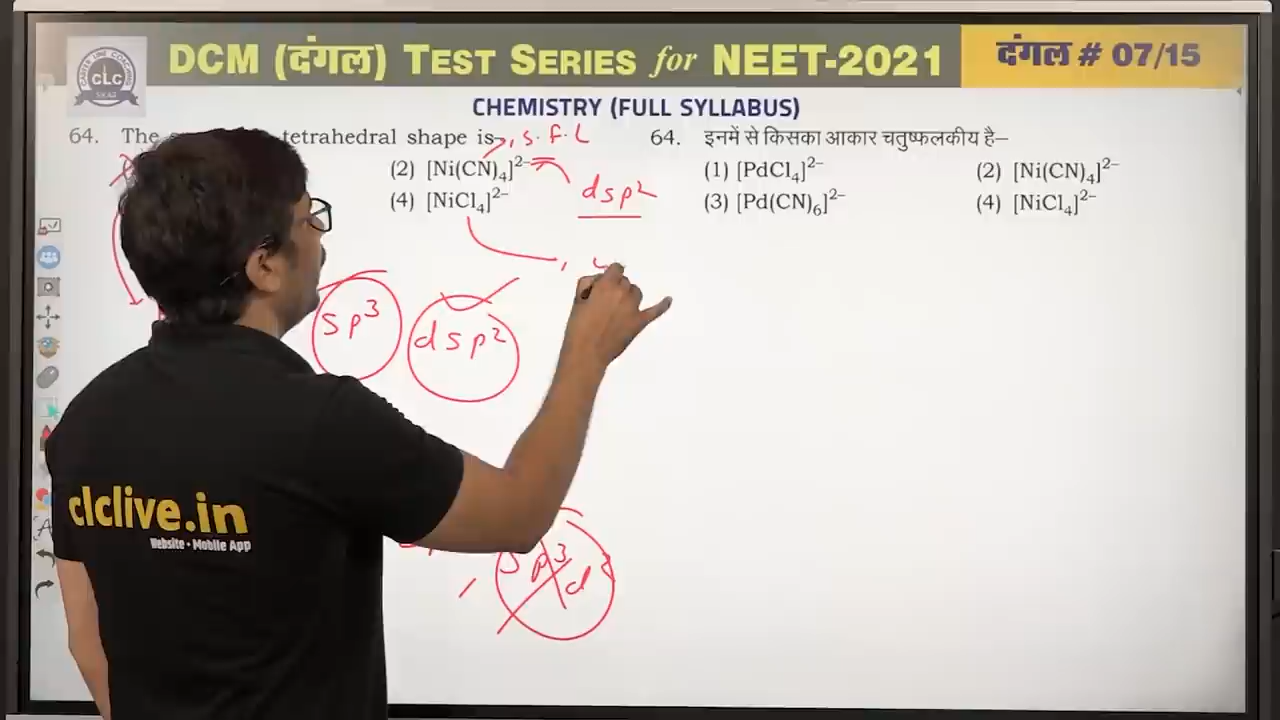 CLC
DCM (दंगल) TEST SERIES for NEET-2021
दंगल # 07/15
CHEMISTRY (FULL SYLLABUS)
64. The tetrahedral shape is
S.F.L
(2) [Ni(CN)₄]²⁻
dsp²
(4) [NiCl₄]²⁻
64. इनमें से किसका आकार चतुष्फलकीय है–
(1) [PdCl₄]²⁻ (2) [Ni(CN)₄]²⁻
(3) [Pd(CN)₆]²⁻ (4) [NiCl₄]²⁻
sp³
dsp²
clclive.in
Website • Mobile App